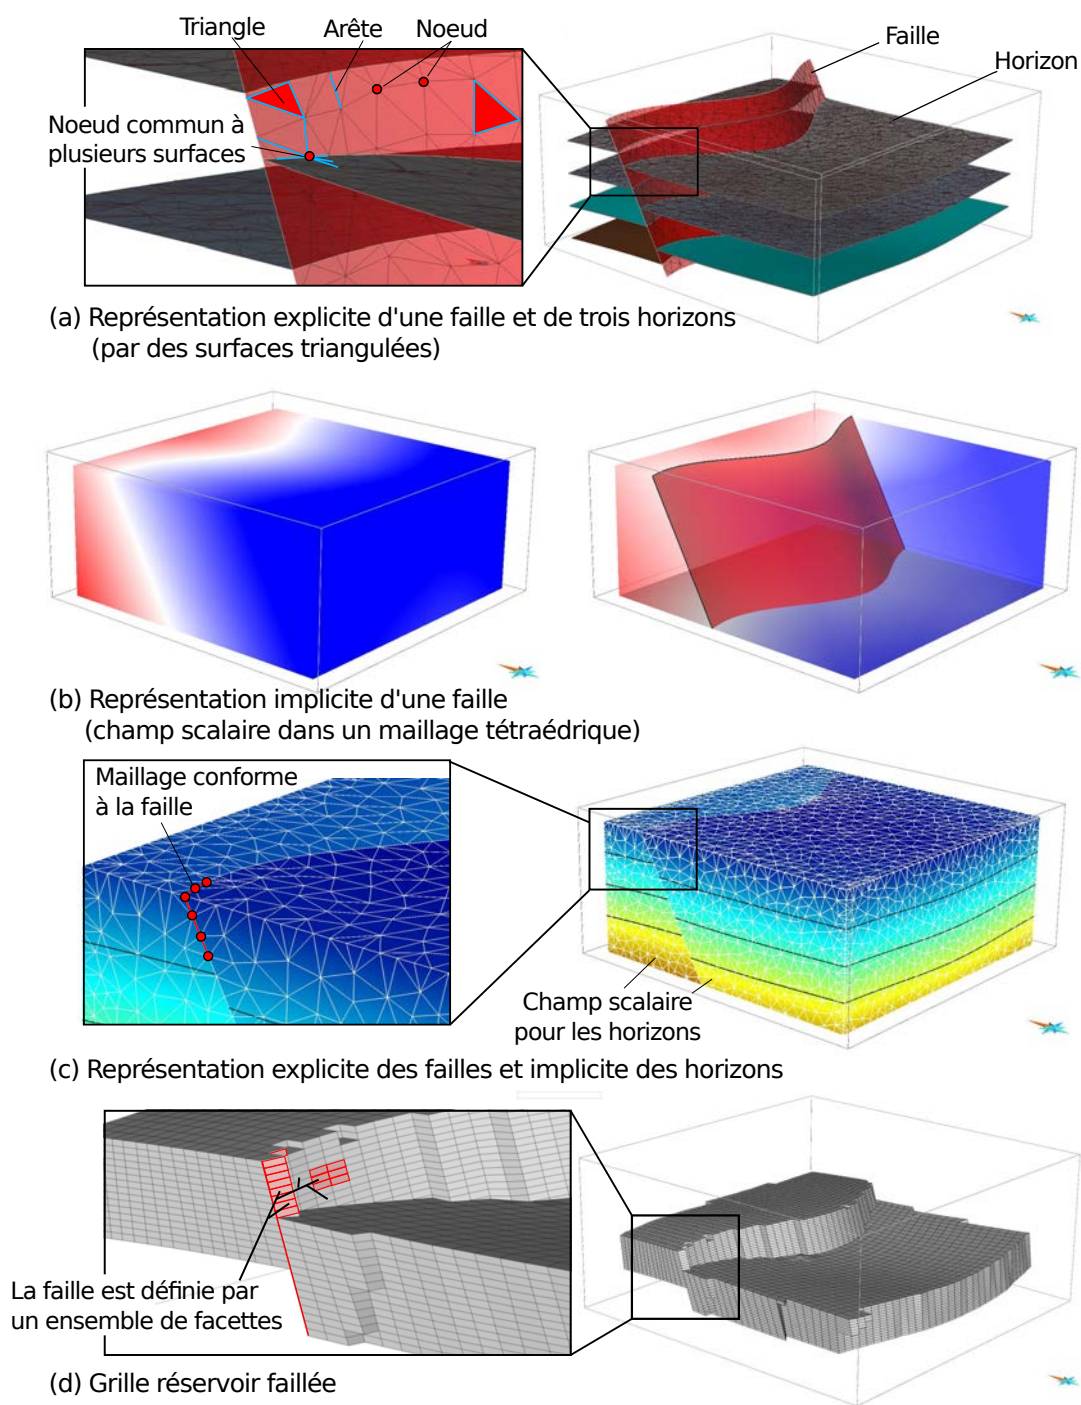 Triangle
Arête
Noeud
Noeud commun à
plusieurs surfaces
Faille
Horizon
(a) Représentation explicite d'une faille et de trois horizons
(par des surfaces triangulées)
(b) Représentation implicite d'une faille
(champ scalaire dans un maillage tétraédrique)
Maillage conforme
à la faille
Champ scalaire
pour les horizons
(c) Représentation explicite des failles et implicite des horizons
La faille est définie par
un ensemble de facettes
(d) Grille réservoir faillée